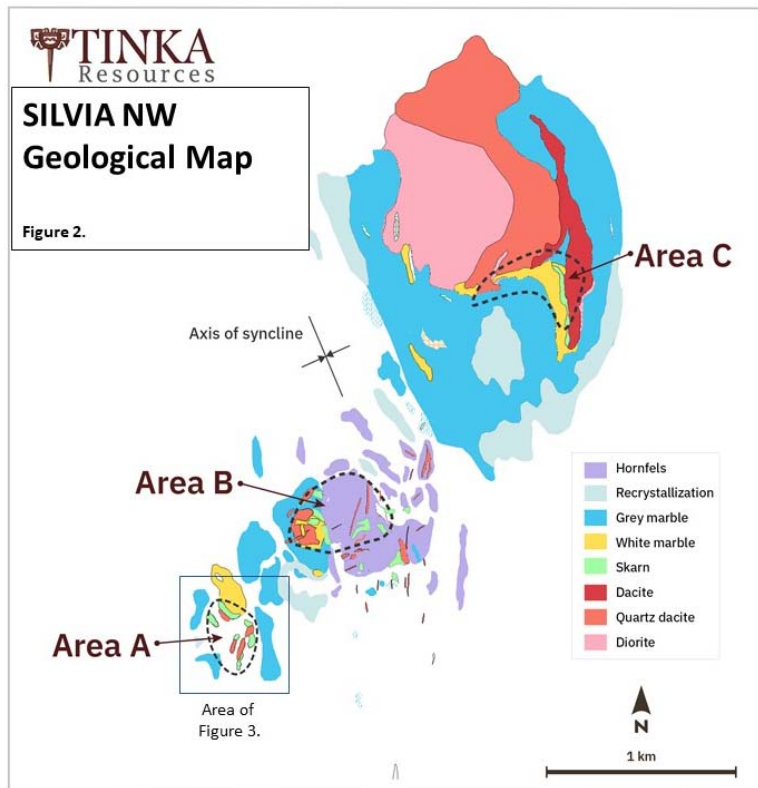 TINKA
Resources
SILVIA NW
Geological Map
Figure 2.
Area C
Axis of syncline
Area B
Hornfels
Recrystallization
Grey marble
White marble
Skarn
Dacite
Quartz dacite
Diorite
Area A
Area of
Figure 3.
N
1 km